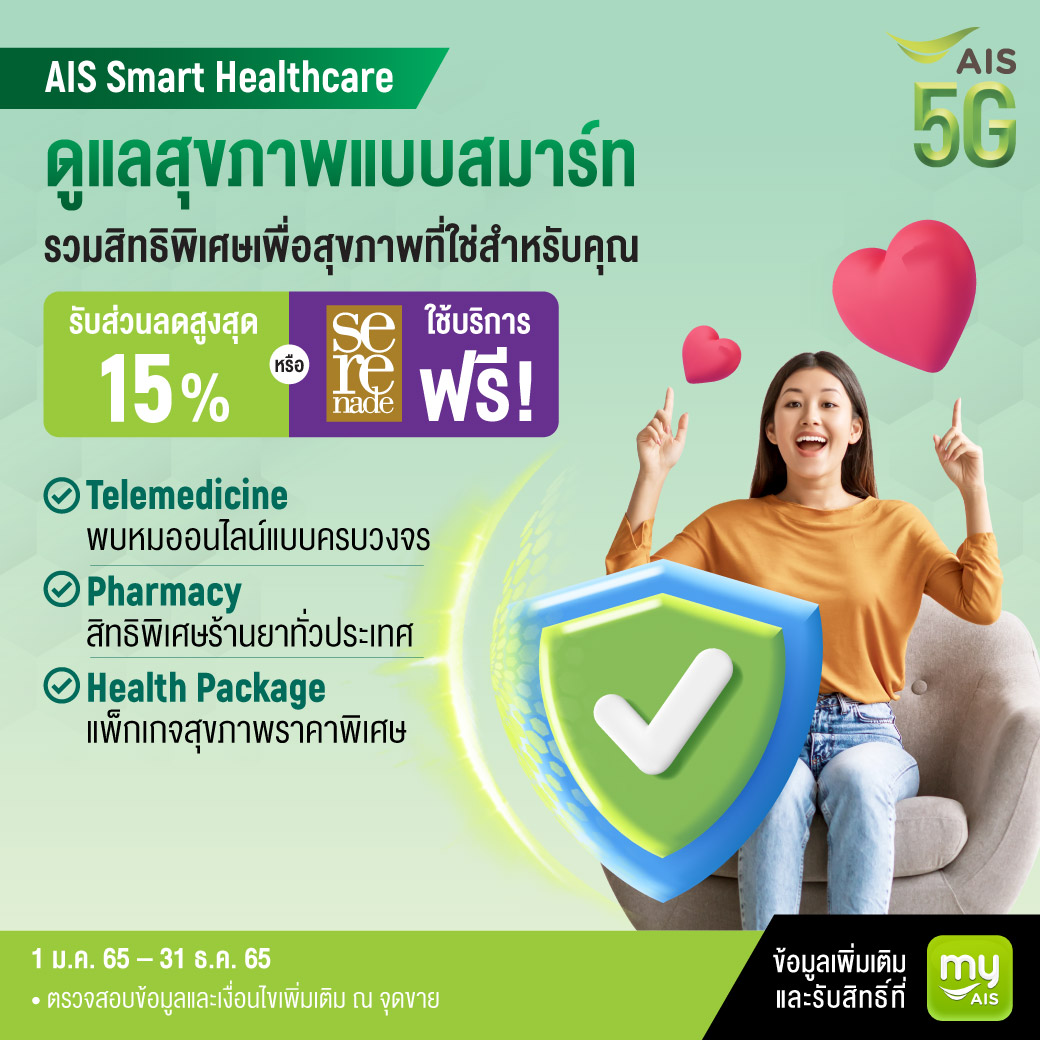 AIS Smart Healthcare
AIS
5G
ดูแลสุขภาพแบบสมาร์ท
รวมสิทธิพิเศษเพื่อสุขภาพที่ใช่สำหรับคุณ
รับส่วนลดสูงสุด
15%
หรือ
se
re
nade
ใช้บริการ
ฟรี!
Telemedicine
พบหมออนไลน์แบบครบวงจร
Pharmacy
สิทธิพิเศษร้านยาทั่วประเทศ
Health Package
แพ็กเกจสุขภาพราคาพิเศษ
1 ม.ค. 65 – 31 ธ.ค. 65
• ตรวจสอบข้อมูลและเงื่อนไขเพิ่มเติม ณ จุดขาย
ข้อมูลเพิ่มเติม
และรับสิทธิ์ที่
my
AIS